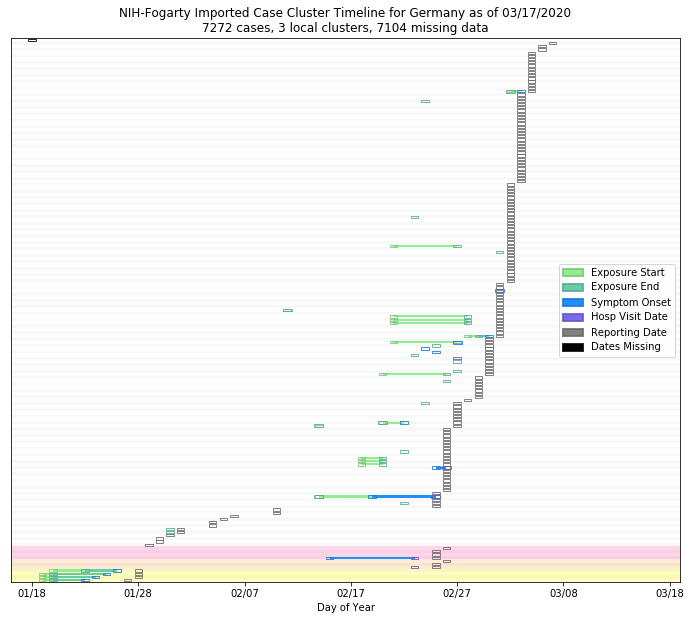 NIH-Fogarty Imported Case Cluster Timeline for Germany as of 03/17/2020
7272 cases, 3 local clusters, 7104 missing data
Exposure Start
Exposure End
Symptom Onset
Hosp Visit Date
Reporting Date
Dates Missing
01/18 01/28 02/07 02/17 02/27 03/08 03/18
Day of Year